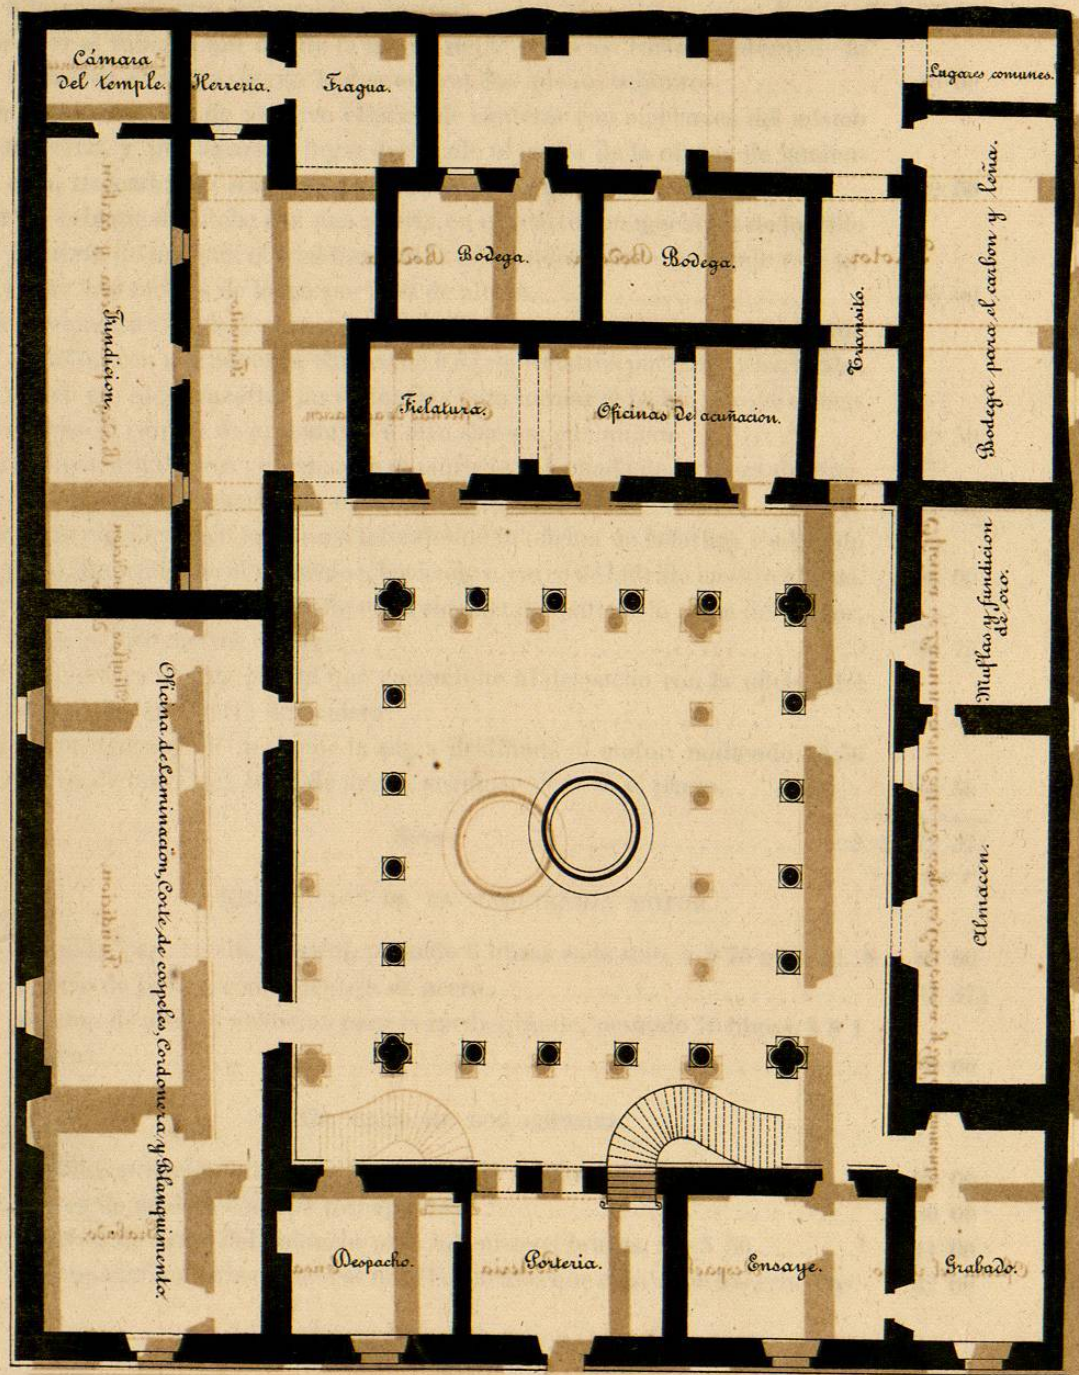 Cámara
del temple.
Herreria.
Fragua.
Lugares comunes.
Bodega.
Bodega.
Transito.
Bodega para el carbon y leña.
Fundicion.
Fielatura.
Oficinas de acuñacion.
Muflas y fundicion
de oro.
Oficina de Laminacion, Corte de cospeles, Cordonera y Blanquimento.
Almacen.
Despacho.
Porteria.
Ensaye.
Grabado.